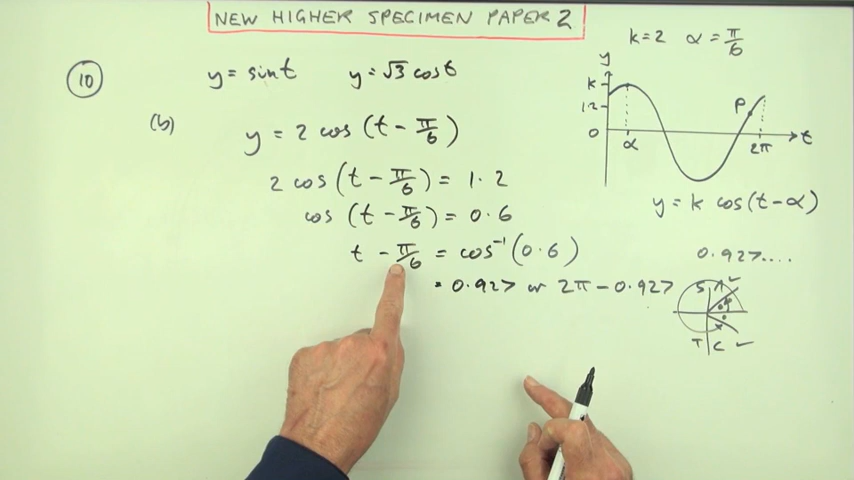 NEW HIGHER SPECIMEN PAPER 2
k=2 α = π/6
10 y = sin t y = √3 cos t
(b) y = 2 cos (t − π/6)
2 cos (t − π/6) = 1.2
cos (t − π/6) = 0.6
t − π/6 = cos⁻¹(0.6)
= 0.927 or 2π − 0.927
y
k
1.2
P
0
α
2π
t
y = k cos(t−α)
0.927....
S A ✓
T C ✓